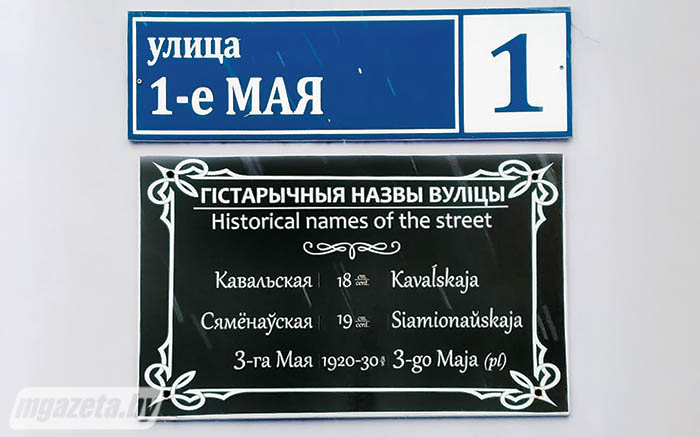 улица
1-е МАЯ
1
ГІСТАРЫЧНЫЯ НАЗВЫ ВУЛІЦЫ
Historical names of the street
Кавальская 18 ст. cent. Kavaĺskaja
Сямёнаўская 19 ст. cent. Siamionaŭskaja
3-га Мая 1920-30 3-go Maja (pl)
mgazeta.by